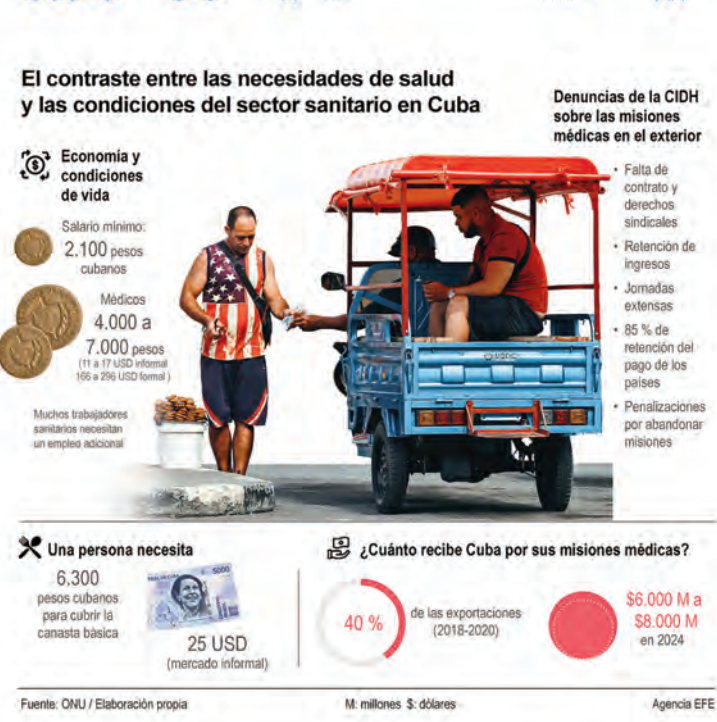 El contraste entre las necesidades de salud
y las condiciones del sector sanitario en Cuba
Economía y
condiciones
de vida
Salario mínimo:
2.100 pesos
cubanos
Médicos
4.000 a
7.000 pesos
(11 a 17 USD informal
166 a 296 USD formal )
Muchos trabajadores
sanitarios necesitan
un empleo adicional
Denuncias de la CIDH
sobre las misiones
médicas en el exterior
• Falta de
contrato y
derechos
sindicales
• Retención de
ingresos
• Jornadas
extensas
• 85 % de
retención del
pago de los
países
• Penalizaciones
por abandonar
misiones
Una persona necesita
6,300
pesos cubanos
para cubrir la
canasta básica
5000
25 USD
(mercado informal)
¿Cuánto recibe Cuba por sus misiones médicas?
40 %
de las exportaciones
(2018-2020)
$6.000 M a
$8.000 M
en 2024
Fuente: ONU / Elaboración propia
M: millones $: dólares
Agencia EFE